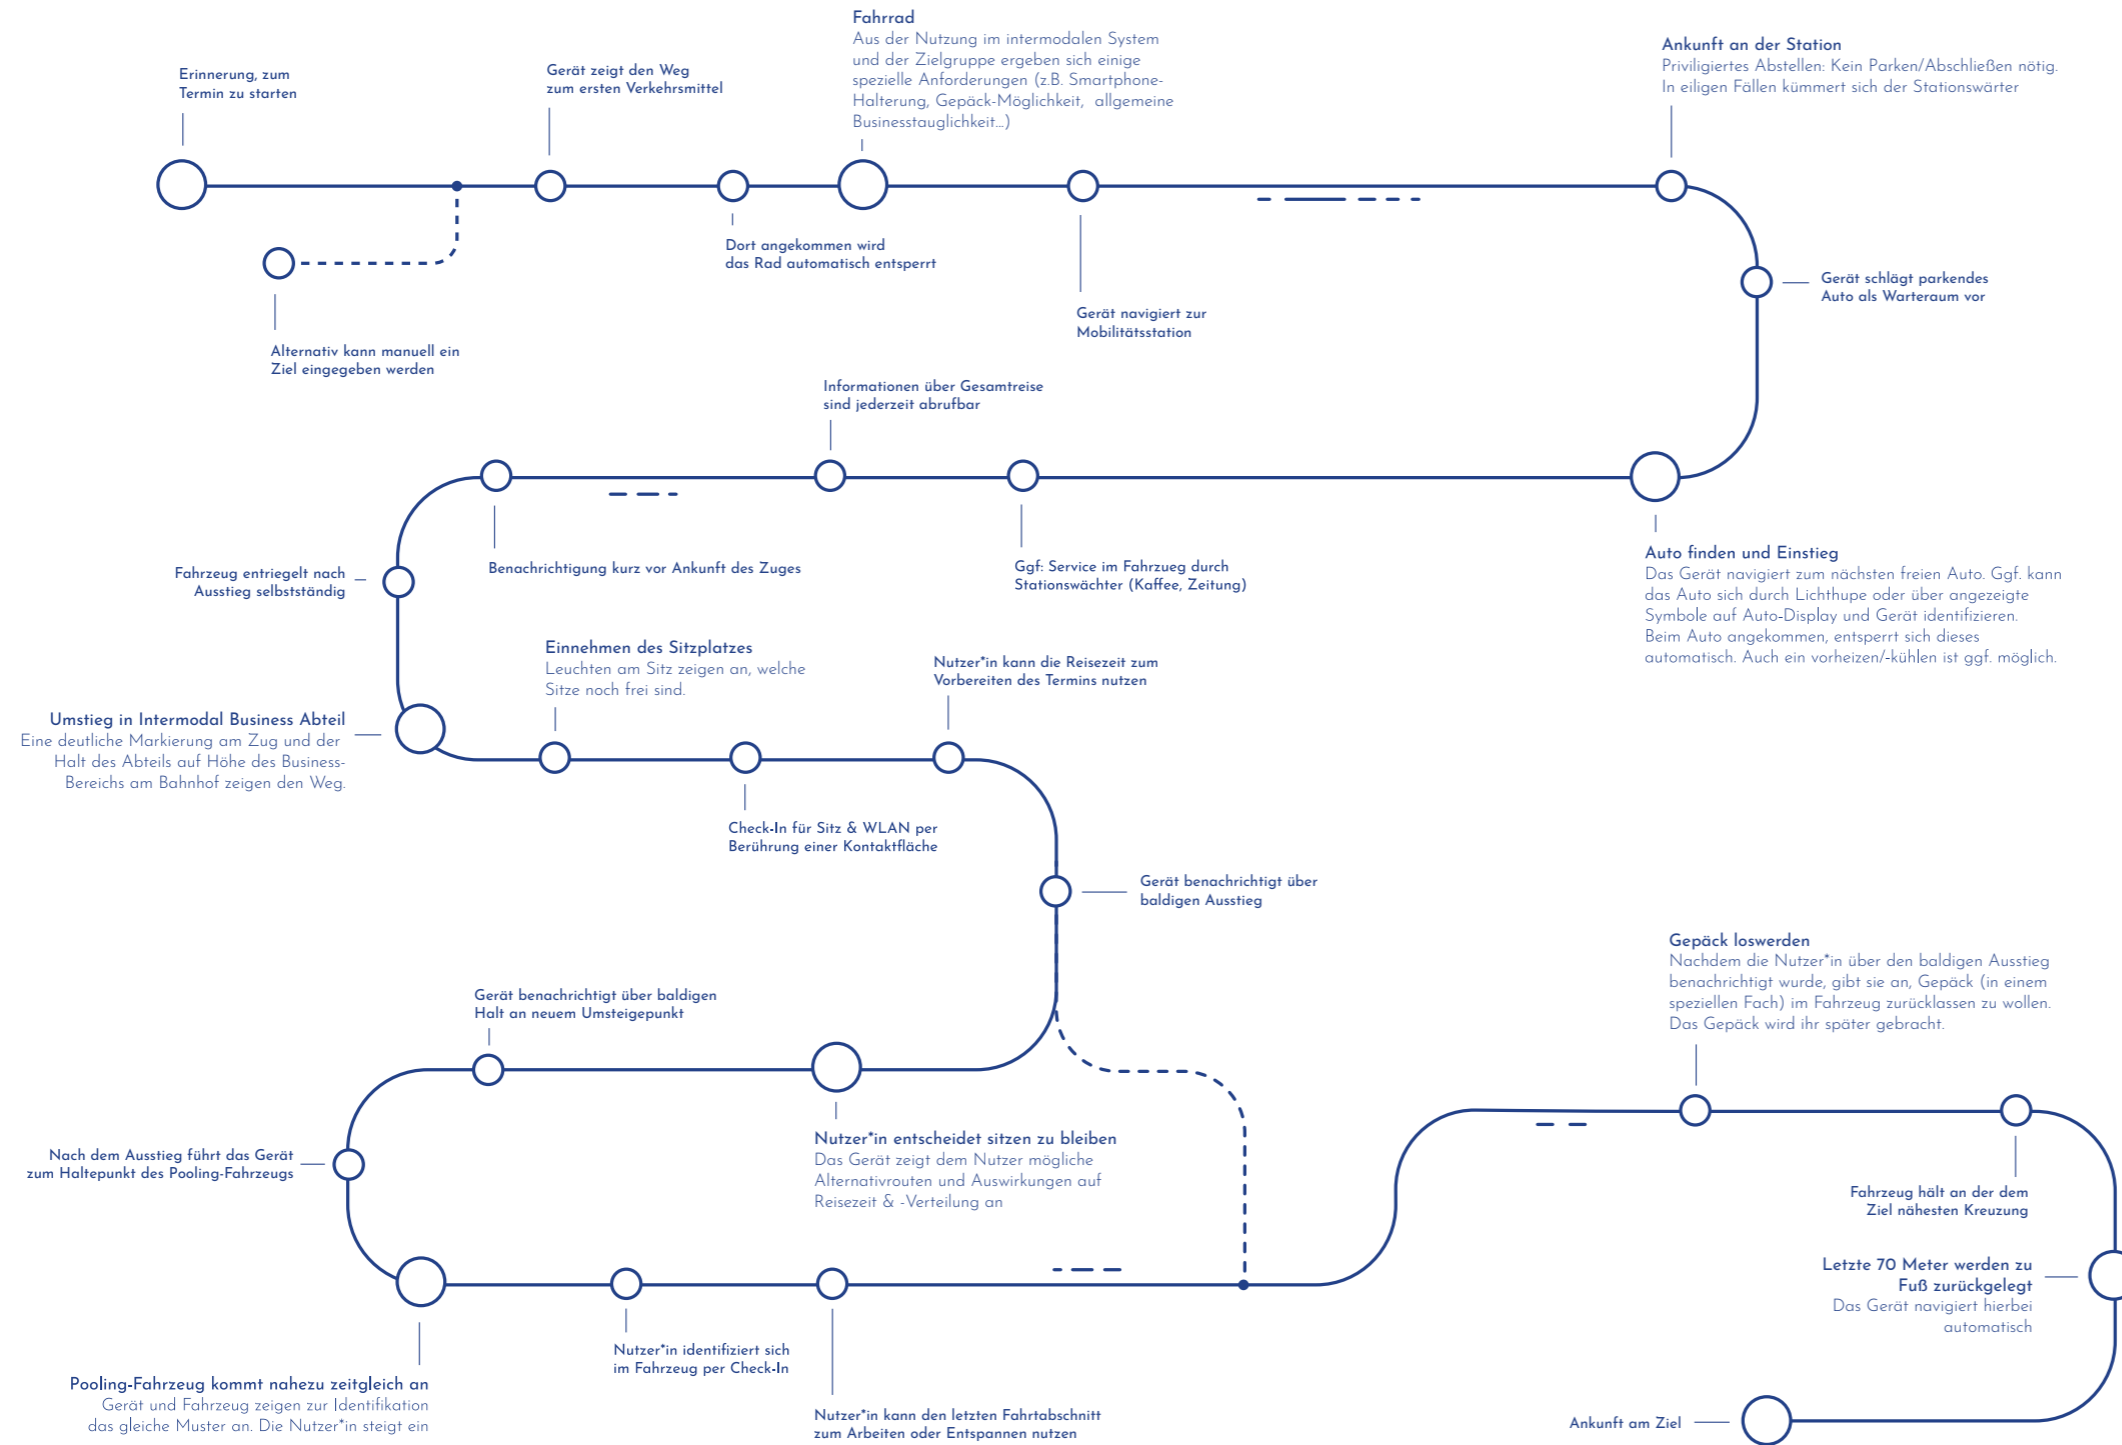 Erinnerung, zum
Termin zu starten
Alternativ kann manuell ein
Ziel eingegeben werden
Gerät zeigt den Weg
zum ersten Verkehrsmittel
Dort angekommen wird
das Rad automatisch entsperrt
Fahrrad
Aus der Nutzung im intermodalen System
und der Zielgruppe ergeben sich einige
spezielle Anforderungen (z.B. Smartphone-
Halterung, Gepäck-Möglichkeit, allgemeine
Businesstauglichkeit...)
Gerät navigiert zur
Mobilitätsstation
Ankunft an der Station
Priviligiertes Abstellen: Kein Parken/Abschließen nötig.
In eiligen Fällen kümmert sich der Stationswärter
Gerät schlägt parkendes
Auto als Warteraum vor
Auto finden und Einstieg
Das Gerät navigiert zum nächsten freien Auto. Ggf. kann
das Auto sich durch Lichthupe oder über angezeigte
Symbole auf Auto-Display und Gerät identifizieren.
Beim Auto angekommen, entsperrt sich dieses
automatisch. Auch ein vorheizen/-kühlen ist ggf. möglich.
Ggf: Service im Fahrzueg durch
Stationswächter (Kaffee, Zeitung)
Informationen über Gesamtreise
sind jederzeit abrufbar
Benachrichtigung kurz vor Ankunft des Zuges
Fahrzeug entriegelt nach
Ausstieg selbstständig
Umstieg in Intermodal Business Abteil
Eine deutliche Markierung am Zug und der
Halt des Abteils auf Höhe des Business-
Bereichs am Bahnhof zeigen den Weg.
Einnehmen des Sitzplatzes
Leuchten am Sitz zeigen an, welche
Sitze noch frei sind.
Check-In für Sitz & WLAN per
Berührung einer Kontaktfläche
Nutzer*in kann die Reisezeit zum
Vorbereiten des Termins nutzen
Gerät benachrichtigt über
baldigen Ausstieg
Nutzer*in entscheidet sitzen zu bleiben
Das Gerät zeigt dem Nutzer mögliche
Alternativrouten und Auswirkungen auf
Reisezeit & -Verteilung an
Gerät benachrichtigt über baldigen
Halt an neuem Umsteigepunkt
Nach dem Ausstieg führt das Gerät
zum Haltepunkt des Pooling-Fahrzeugs
Pooling-Fahrzeug kommt nahezu zeitgleich an
Gerät und Fahrzeug zeigen zur Identifikation
das gleiche Muster an. Die Nutzer*in steigt ein
Nutzer*in identifiziert sich
im Fahrzeug per Check-In
Nutzer*in kann den letzten Fahrtabschnitt
zum Arbeiten oder Entspannen nutzen
Gepäck loswerden
Nachdem die Nutzer*in über den baldigen Ausstieg
benachrichtigt wurde, gibt sie an, Gepäck (in einem
speziellen Fach) im Fahrzeug zurücklassen zu wollen.
Das Gepäck wird ihr später gebracht.
Fahrzeug hält an der dem
Ziel nähesten Kreuzung
Letzte 70 Meter werden zu
Fuß zurückgelegt
Das Gerät navigiert hierbei
automatisch
Ankunft am Ziel